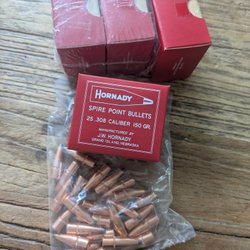 HORNADY
SPIRE POINT BULLETS
25 .308 CALIBER 150 GR.
MANUFACTURED BY
J.W. HORNADY
GRAND ISLAND, NEBRASKA